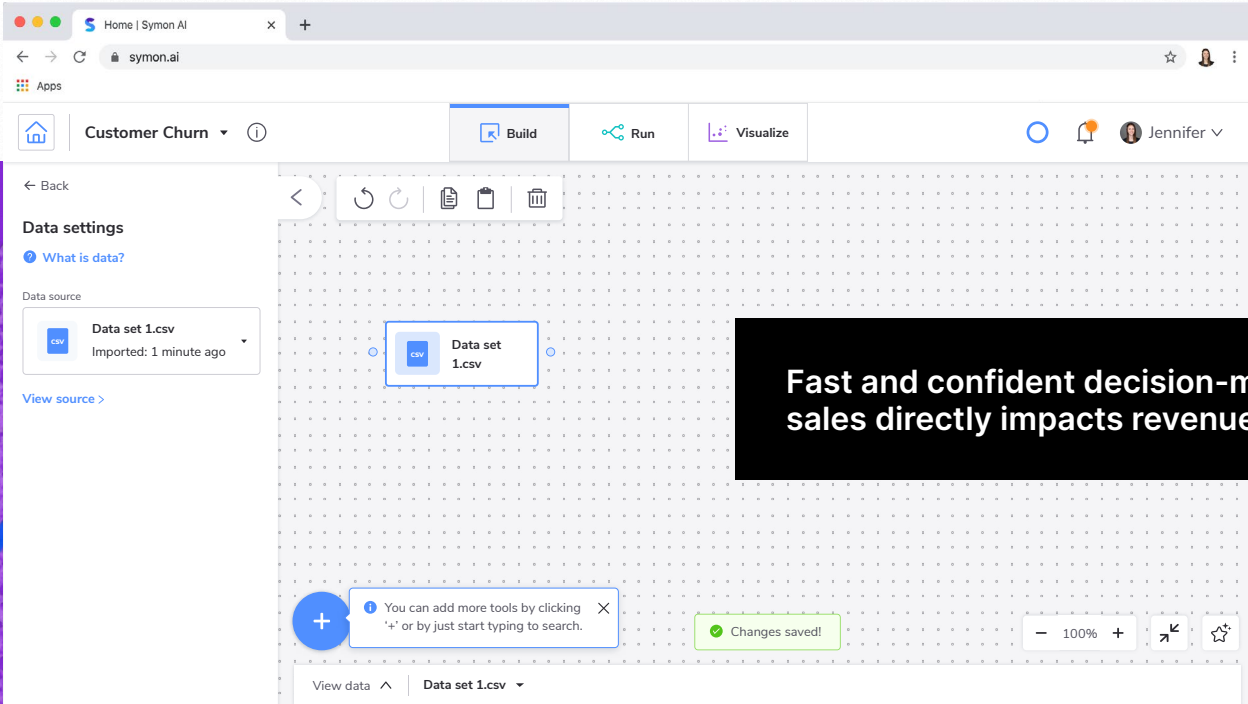 Home | Symon AI
symon.ai
Apps
Customer Churn
Build
Run
Visualize
Jennifer
Back
Data settings
What is data?
Data source
csv
Data set 1.csv
Imported: 1 minute ago
View source >
csv
Data set
1.csv
Fast and confident decision-m
sales directly impacts revenue
You can add more tools by clicking
‘+’ or by just start typing to search.
Changes saved!
100%
View data
Data set 1.csv